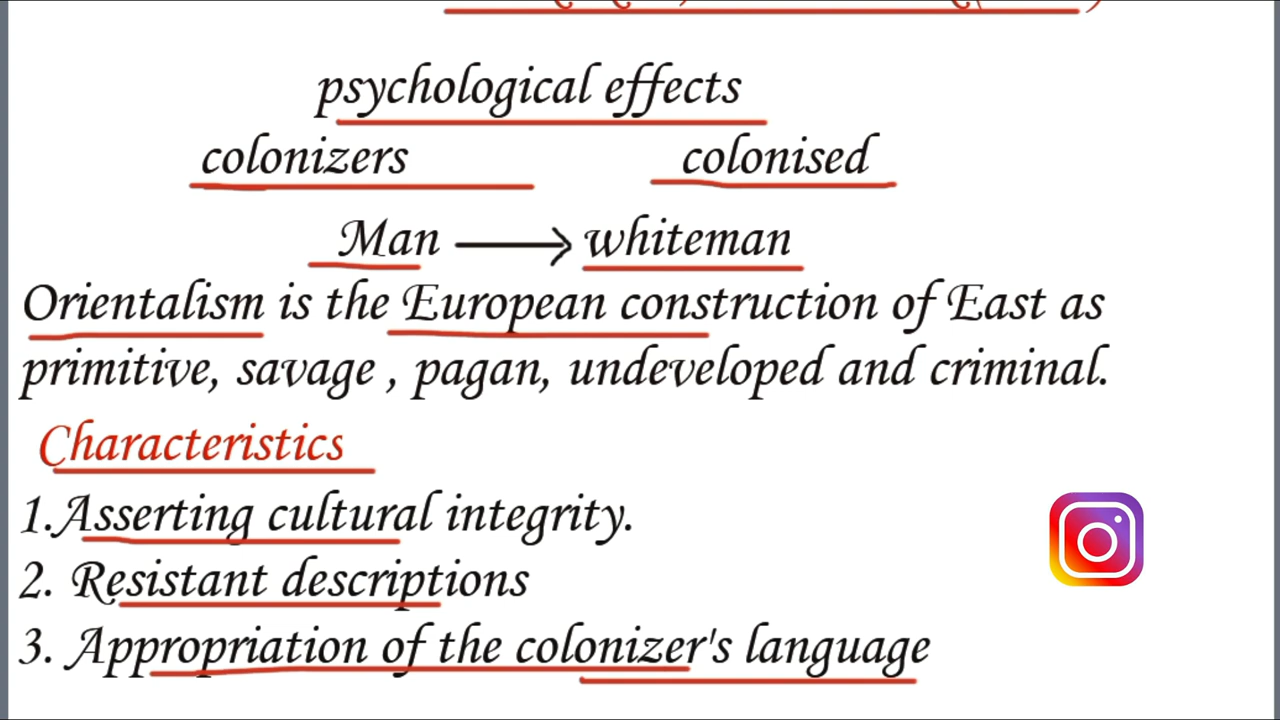 psychological effects
colonizers colonised
Man → whiteman
Orientalism is the European construction of East as
primitive, savage , pagan, undeveloped and criminal.
Characteristics
1.Asserting cultural integrity.
2. Resistant descriptions
3. Appropriation of the colonizer's language